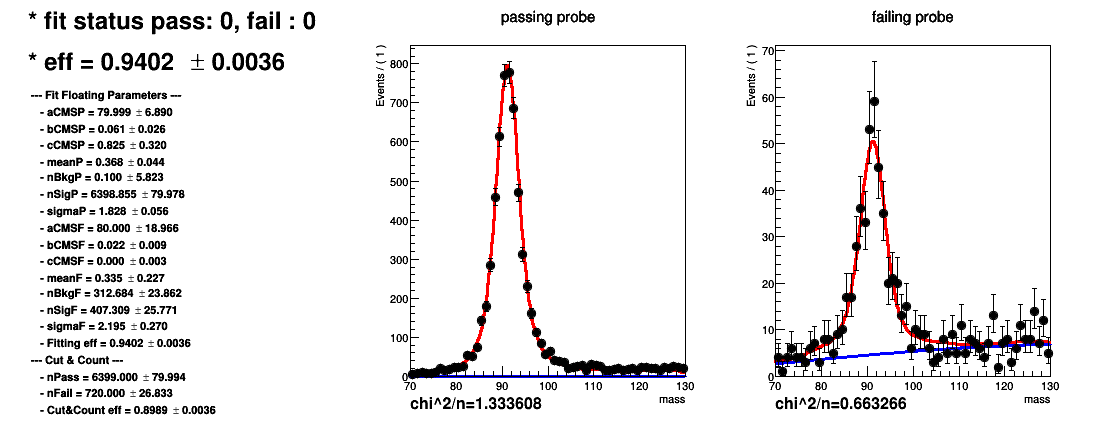 * fit status pass: 0, fail : 0
* eff = 0.9402 ± 0.0036
--- Fit Floating Parameters ---
- aCMSP = 79.999 ± 6.890
- bCMSP = 0.061 ± 0.026
- cCMSP = 0.825 ± 0.320
- meanP = 0.368 ± 0.044
- nBkgP = 0.100 ± 5.823
- nSigP = 6398.855 ± 79.978
- sigmaP = 1.828 ± 0.056
- aCMSF = 80.000 ± 18.966
- bCMSF = 0.022 ± 0.009
- cCMSF = 0.000 ± 0.003
- meanF = 0.335 ± 0.227
- nBkgF = 312.684 ± 23.862
- nSigF = 407.309 ± 25.771
- sigmaF = 2.195 ± 0.270
- Fitting eff = 0.9402 ± 0.0036
--- Cut & Count ---
- nPass = 6399.000 ± 79.994
- nFail = 720.000 ± 26.833
- Cut&Count eff = 0.8989 ± 0.0036
passing probe
Events / ( 1 )
800
700
600
500
400
300
200
100
0
70 80 90 100 110 120 130
mass
chi^2/n=1.333608
failing probe
Events / ( 1 )
70
60
50
40
30
20
10
0
70 80 90 100 110 120 130
mass
chi^2/n=0.663266